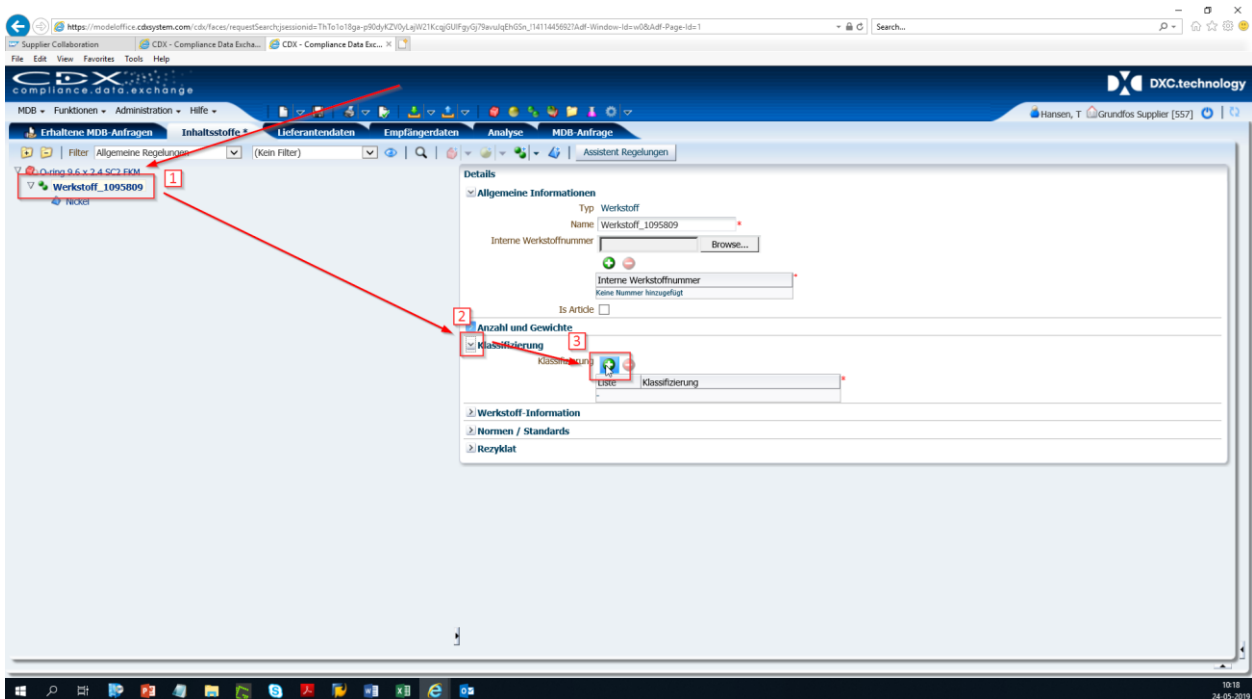 https://modeloffice.cdxsystem.com/cdx/faces/requestSearch;jsessionid=
Search...
Supplier Collaboration
CDX - Compliance Data Excha...
CDX - Compliance Data Exc...
File Edit View Favorites Tools Help
CDX
compliance.data.exchange
DXC.technology
MDB Funktionen Administration Hilfe
Hansen, T Grundfos Supplier [557]
Erhaltene MDB-Anfragen Inhaltsstoffe * Lieferantendaten Empfängerdaten Analyse MDB-Anfrage
Filter Allgemeine Regelungen (Kein Filter) Assistent Regelungen
O-ring 9.6 x 2.4 SC2 FKM
1
Werkstoff_1095809
Nickel
Details
Allgemeine Informationen
Typ Werkstoff
Name Werkstoff_1095809 *
Interne Werkstoffnummer Browse...
Interne Werkstoffnummer *
Keine Nummer hinzugefügt
Is Article
2
Anzahl und Gewichte
3
Klassifizierung
Klassifizierung
Liste Klassifizierung *
-
Werkstoff-Information
Normen / Standards
Rezyklat
10:18
24-05-2019